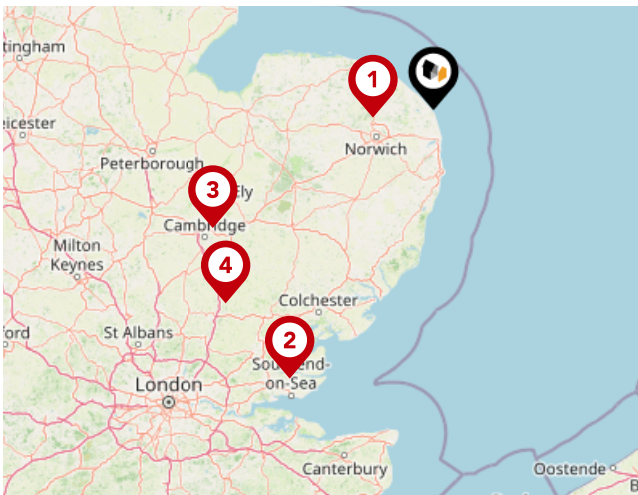 tingham
1
eicester
Norwich
Peterborough
3
Ely
Cambridge
Milton
Keynes
4
Colchester
ford
St Albans
2
Southend-
on-Sea
London
Canterbury
Oostende
B